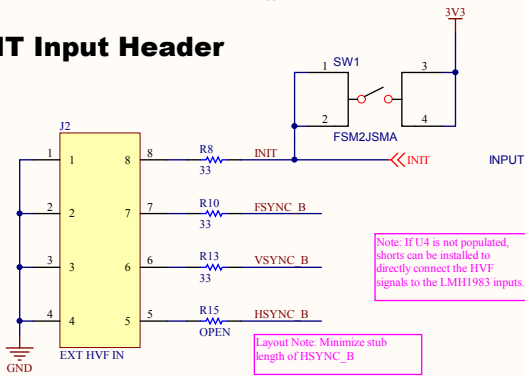 IT Input Header
3V3
1
SW1
3
2
4
FSM2JSMA
J2
1
1
8
8
R8
33
INIT
INIT
INPUT
2
2
7
7
R10
33
FSYNC_B
3
3
6
6
R13
33
VSYNC_B
4
4
5
5
R15
OPEN
HSYNC_B
EXT HVF IN
GND
Note: If U4 is not populated,
shorts can be installed to
directly connect the HVF
signals to the LMH1983 inputs.
Layout Note: Minimize stub
length of HSYNC_B